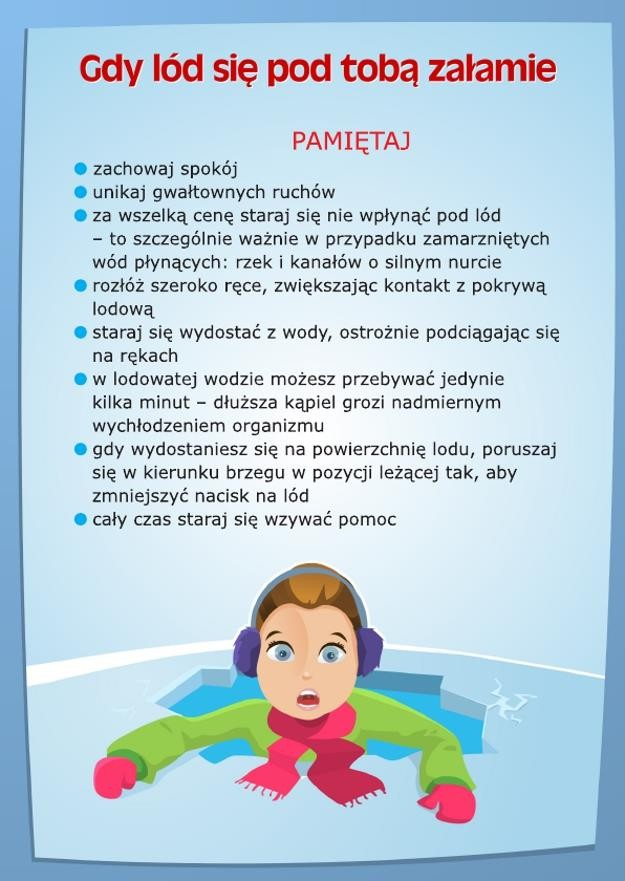 Gdy lód się pod tobą załamie
PAMIĘTAJ
● zachowaj spokój
● unikaj gwałtownych ruchów
● za wszelką cenę staraj się nie wpłynąć pod lód
– to szczególnie ważnie w przypadku zamarzniętych
wód płynących: rzek i kanałów o silnym nurcie
● rozłóż szeroko ręce, zwiększając kontakt z pokrywą
lodową
● staraj się wydostać z wody, ostrożnie podciągając się
na rękach
● w lodowatej wodzie możesz przebywać jedynie
kilka minut – dłuższa kąpiel grozi nadmiernym
wychłodzeniem organizmu
● gdy wydostaniesz się na powierzchnię lodu, poruszaj
się w kierunku brzegu w pozycji leżącej tak, aby
zmniejszyć nacisk na lód
● cały czas staraj się wzywać pomoc